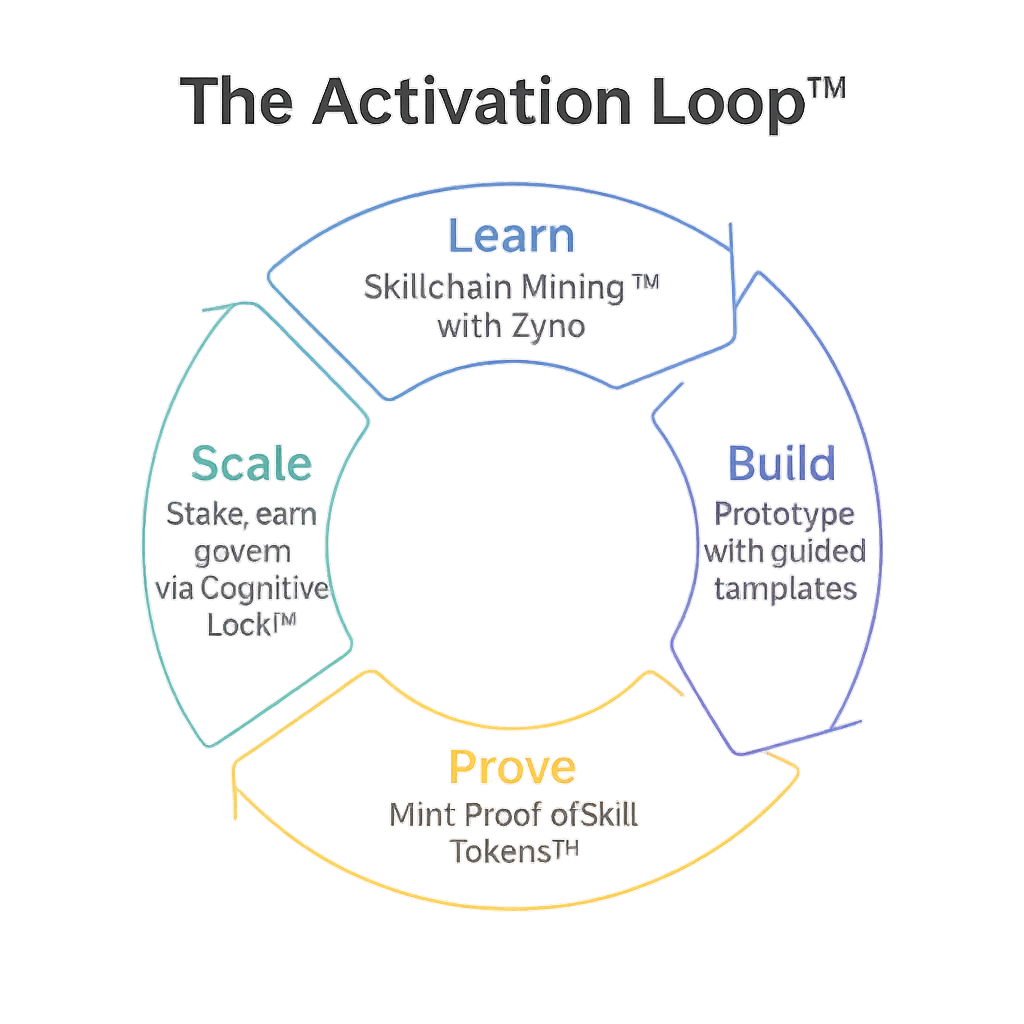 The Activation Loop™
Learn
Skillchain Mining ™
with Zyno
Build
Prototype
with guided
tamplates
Prove
Mint Proof ofSkill
Tokensᵀᴴ
Scale
Stake, earn
govem
via Cognitive
Lock™